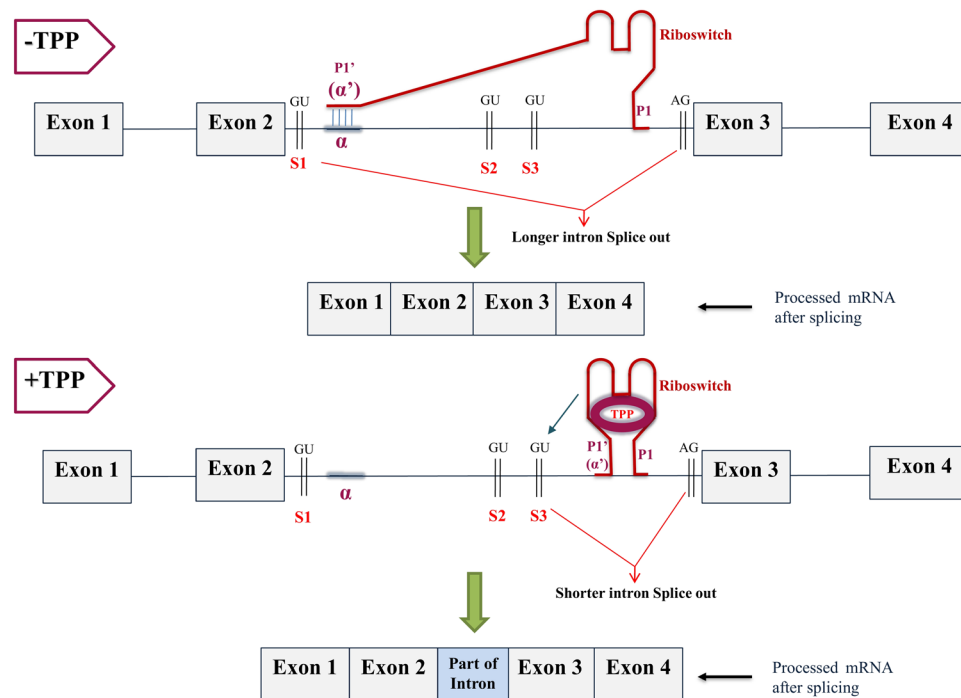 -TPP
Riboswitch
P1'
(α')
GU
GU
GU
P1
AG
Exon 1
Exon 2
Exon 3
Exon 4
α
S1
S2
S3
Longer intron Splice out
Exon 1
Exon 2
Exon 3
Exon 4
Processed mRNA
after splicing
+TPP
Riboswitch
TPP
GU
GU
GU
P1'
(α')
P1
AG
Exon 1
Exon 2
Exon 3
Exon 4
α
S1
S2
S3
Shorter intron Splice out
Exon 1
Exon 2
Part of
Intron
Exon 3
Exon 4
Processed mRNA
after splicing